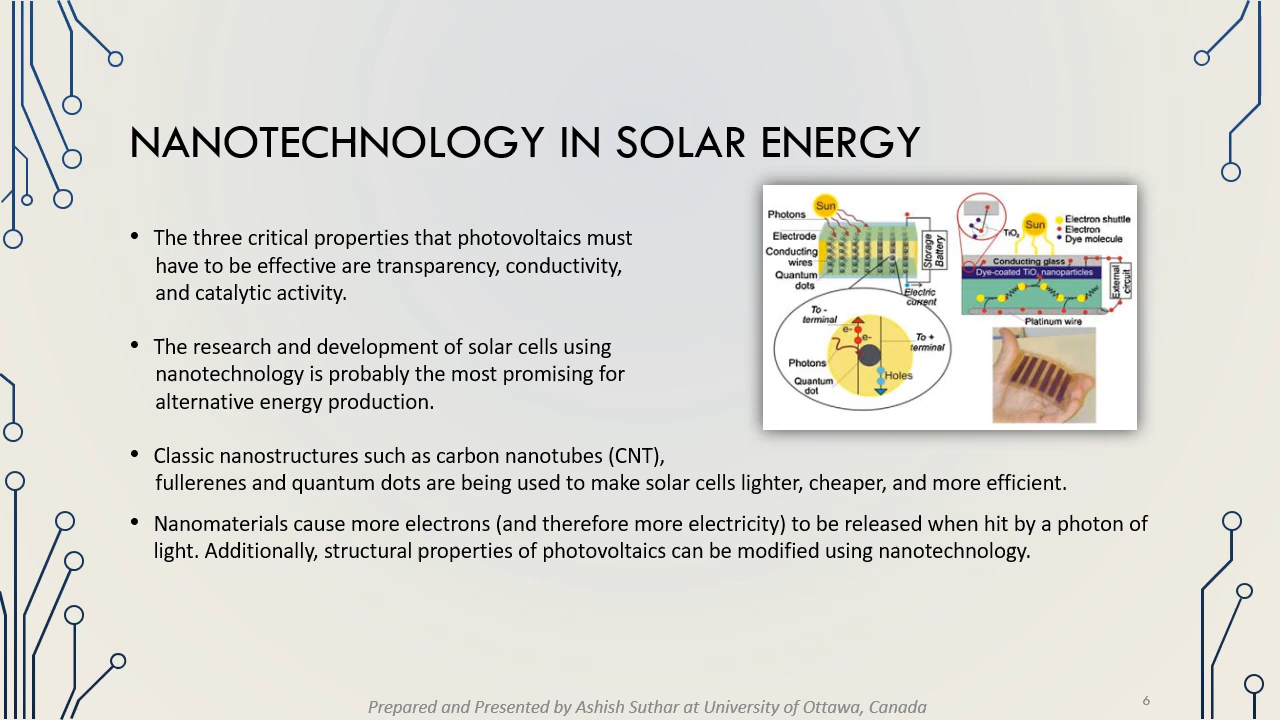 NANOTECHNOLOGY IN SOLAR ENERGY
• The three critical properties that photovoltaics must
have to be effective are transparency, conductivity,
and catalytic activity.
• The research and development of solar cells using
nanotechnology is probably the most promising for
alternative energy production.
• Classic nanostructures such as carbon nanotubes (CNT),
fullerenes and quantum dots are being used to make solar cells lighter, cheaper, and more efficient.
• Nanomaterials cause more electrons (and therefore more electricity) to be released when hit by a photon of
light. Additionally, structural properties of photovoltaics can be modified using nanotechnology.
Sun
Photons
Electrode
Conducting
wires
Quantum
dots
Storage
Battery
Electric
current
To -
terminal
e-
e-
To +
terminal
Photons
Quantum
dot
Holes
TiO₂
Sun
Electron shuttle
Electron
Dye molecule
Conducting glass
Dye-coated TiO₂ nanoparticles
External
circuit
Platinum wire
Prepared and Presented by Ashish Suthar at University of Ottawa, Canada
6